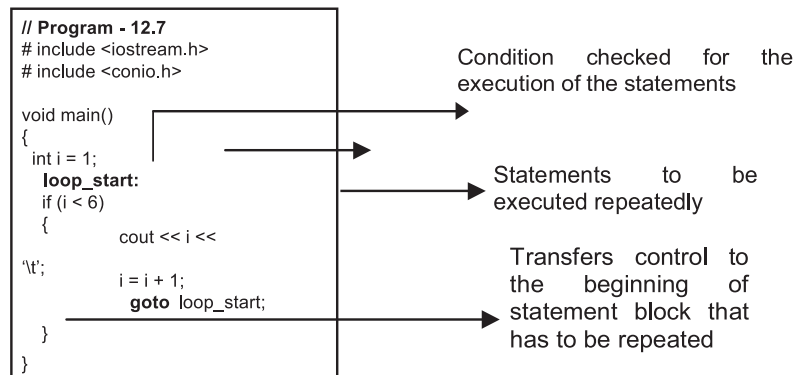 // Program - 12.7
# include <iostream.h>
# include <conio.h>
void main()
{
int i = 1;
loop_start:
if (i < 6)
{
cout << i <<
‘\t’;
i = i + 1;
goto loop_start;
}
}
Condition checked for the
execution of the statements
Statements to be
executed repeatedly
Transfers control to
the beginning of
statement block that
has to be repeated